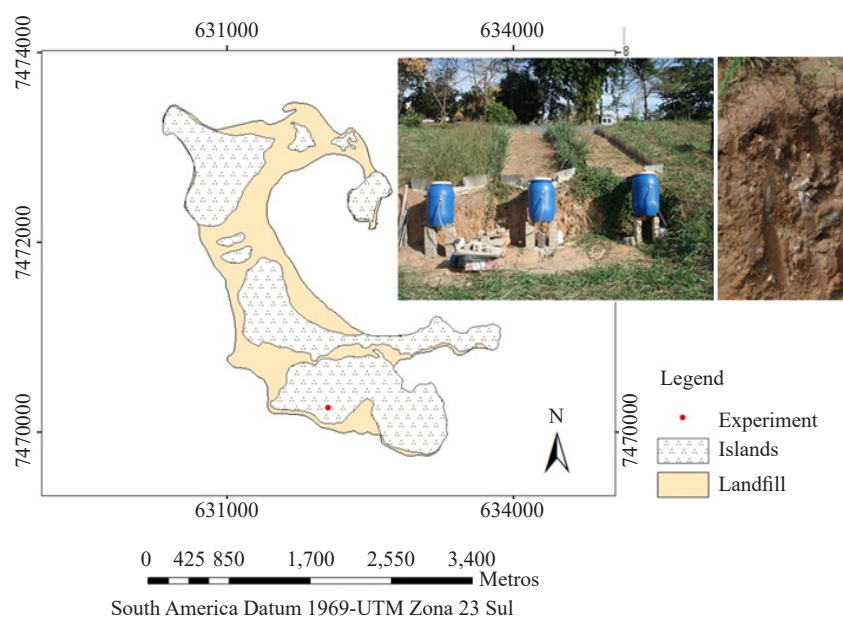 631000 634000
7474000
7472000
7470000
7470000
N
Legend
Experiment
Islands
Landfill
631000 634000
0 425 850 1,700 2,550 3,400
Metros
South America Datum 1969-UTM Zona 23 Sul